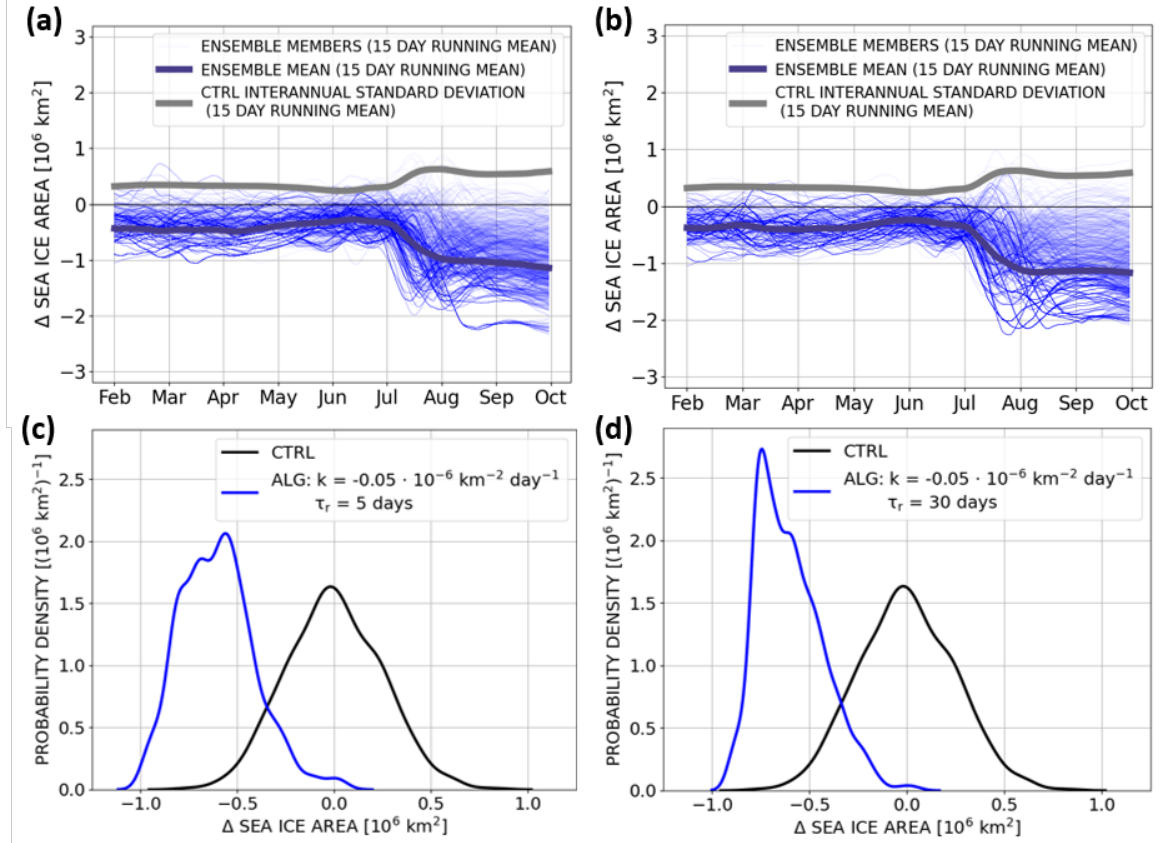 (a)
3
2
1
0
−1
−2
−3
Δ SEA ICE AREA [10⁶ km²]
ENSEMBLE MEMBERS (15 DAY RUNNING MEAN)
ENSEMBLE MEAN (15 DAY RUNNING MEAN)
CTRL INTERANNUAL STANDARD DEVIATION
(15 DAY RUNNING MEAN)
Feb Mar Apr May Jun Jul Aug Sep Oct
(b)
3
2
1
0
−1
−2
−3
Δ SEA ICE AREA [10⁶ km²]
ENSEMBLE MEMBERS (15 DAY RUNNING MEAN)
ENSEMBLE MEAN (15 DAY RUNNING MEAN)
CTRL INTERANNUAL STANDARD DEVIATION
(15 DAY RUNNING MEAN)
Feb Mar Apr May Jun Jul Aug Sep Oct
(c)
2.5
2.0
1.5
1.0
0.5
0.0
PROBABILITY DENSITY [(10⁶ km²)⁻¹]
CTRL
ALG: k = -0.05 · 10⁻⁶ km⁻² day⁻¹
τᵣ = 5 days
−1.0 −0.5 0.0 0.5 1.0
Δ SEA ICE AREA [10⁶ km²]
(d)
2.5
2.0
1.5
1.0
0.5
0.0
PROBABILITY DENSITY [(10⁶ km²)⁻¹]
CTRL
ALG: k = -0.05 · 10⁻⁶ km⁻² day⁻¹
τᵣ = 30 days
−1.0 −0.5 0.0 0.5 1.0
Δ SEA ICE AREA [10⁶ km²]